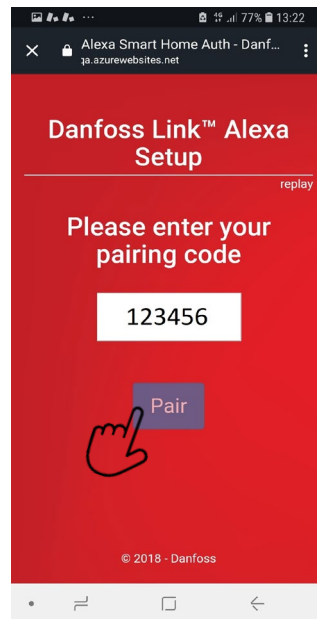 77% 13:22
Alexa Smart Home Auth - Danf...
qa.azurewebsites.net
Danfoss Link™ Alexa
Setup
replay
Please enter your
pairing code
123456
Pair
© 2018 - Danfoss